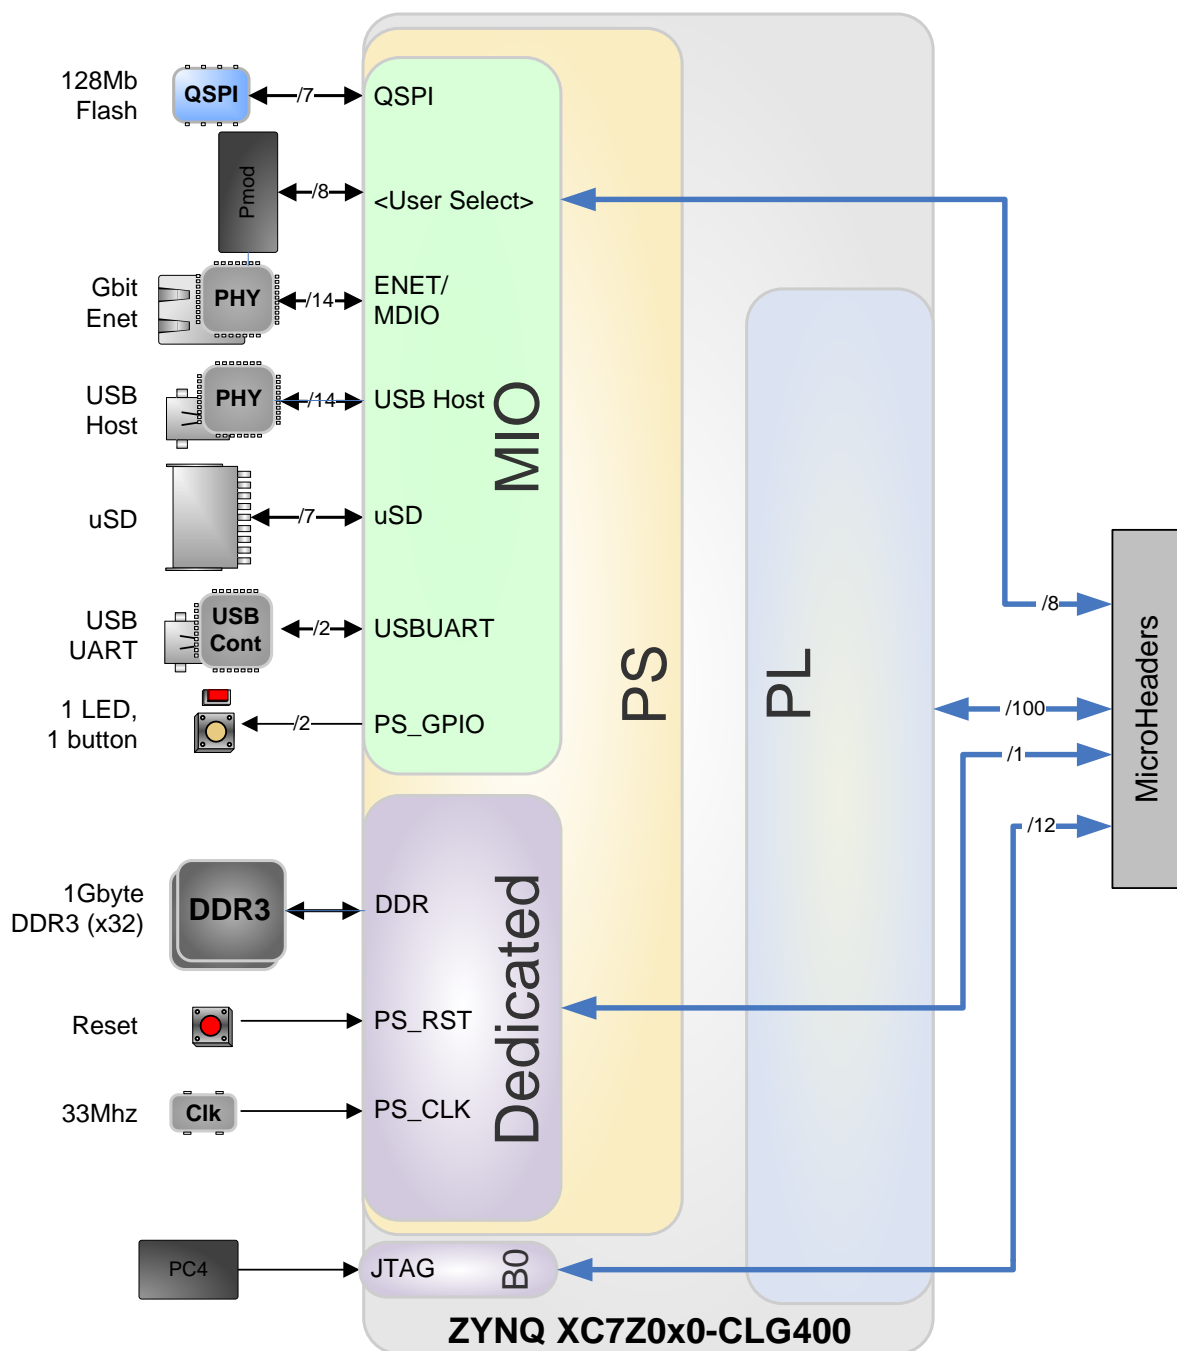 128Mb
Flash
QSPI
/7
QSPI
Pmod
/8
<User Select>
Gbit
Enet
PHY
/14
ENET/
MDIO
USB
Host
PHY
/14
USB Host
MIO
uSD
/7
uSD
USB
UART
USB
Cont
/2
USBUART
1 LED,
1 button
/2
PS_GPIO
PS
PL
/8
/100
/1
/12
MicroHeaders
1Gbyte
DDR3 (x32)
DDR3
DDR
Dedicated
Reset
PS_RST
33Mhz
Clk
PS_CLK
PC4
JTAG
B0
ZYNQ XC7Z0x0-CLG400